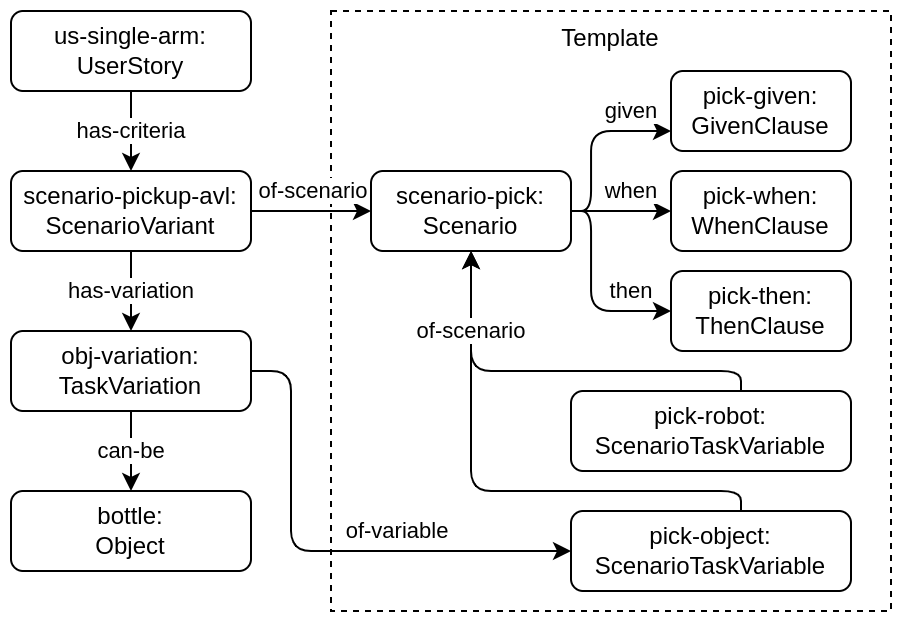 us-single-arm:
UserStory
Template
has-criteria
scenario-pickup-avl:
ScenarioVariant
of-scenario
scenario-pick:
Scenario
given
pick-given:
GivenClause
when
pick-when:
WhenClause
then
pick-then:
ThenClause
has-variation
of-scenario
obj-variation:
TaskVariation
pick-robot:
ScenarioTaskVariable
can-be
bottle:
Object
of-variable
pick-object:
ScenarioTaskVariable